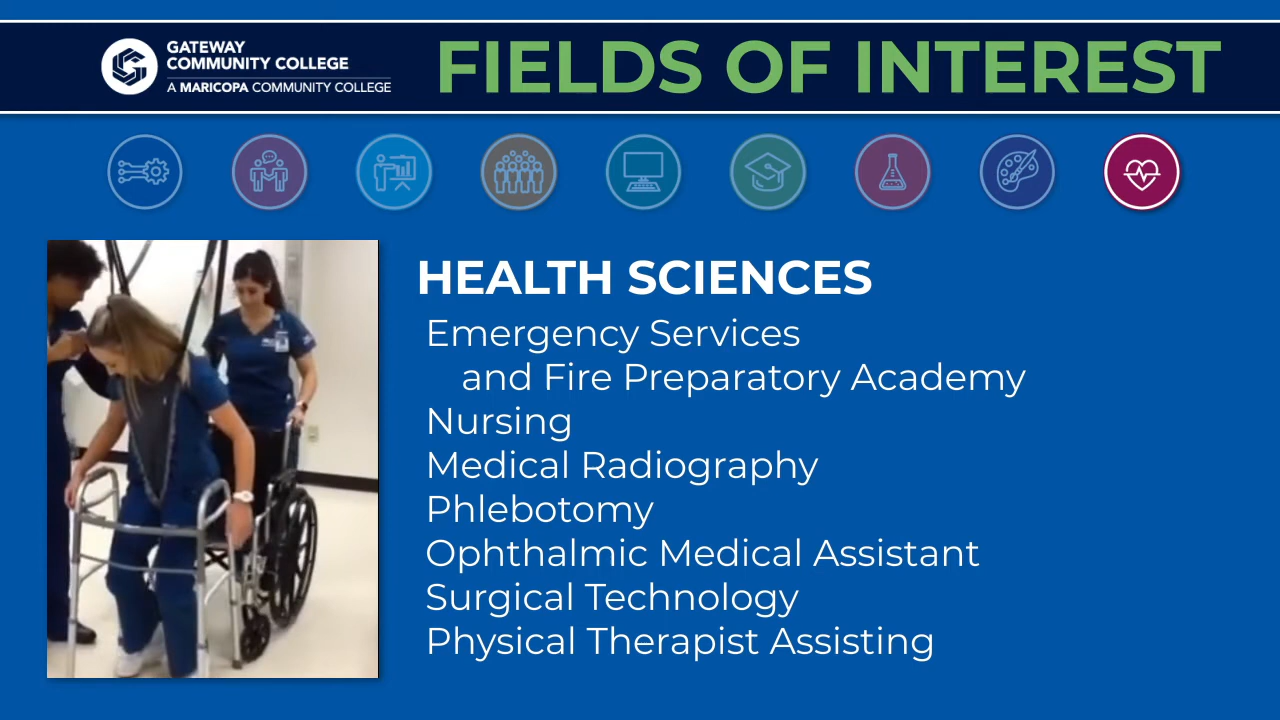 GATEWAY
COMMUNITY COLLEGE
A MARICOPA COMMUNITY COLLEGE
FIELDS OF INTEREST
HEALTH SCIENCES
Emergency Services
and Fire Preparatory Academy
Nursing
Medical Radiography
Phlebotomy
Ophthalmic Medical Assistant
Surgical Technology
Physical Therapist Assisting